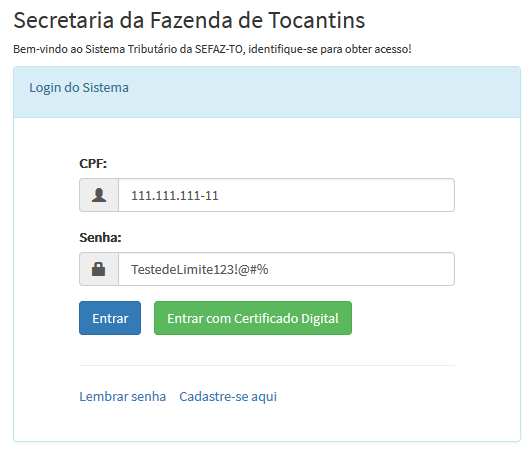 Secretaria da Fazenda de Tocantins
Bem-vindo ao Sistema Tributário da SEFAZ-TO, identifique-se para obter acesso!
Login do Sistema
CPF:
111.111.111-11
Senha:
TestedeLimite123!@#%
Entrar Entrar com Certificado Digital
Lembrar senha Cadastre-se aqui